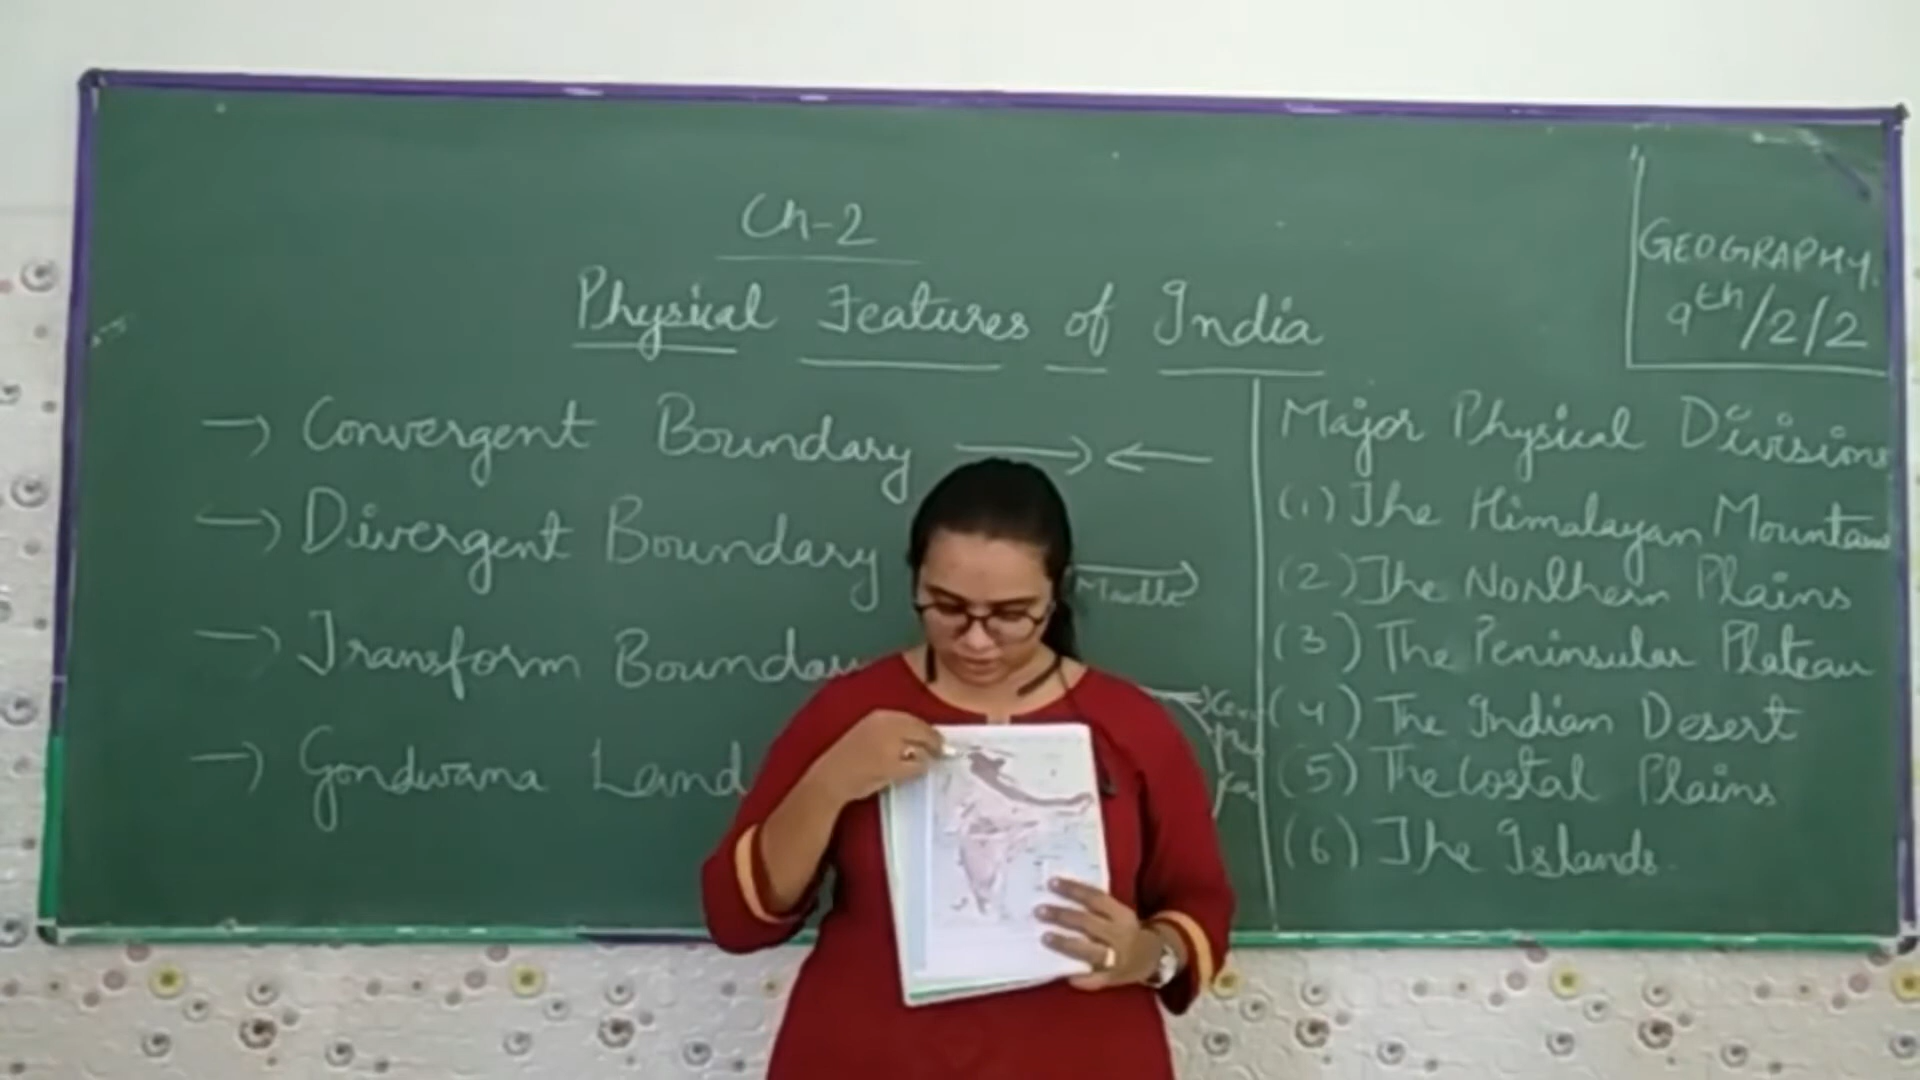 Ch-2
Physical Features of India
GEOGRAPHY.
9th/2/2
→ Convergent Boundary → ←
→ Divergent Boundary →
Mantle
→ Transform Boundar
→ Gondwana Land
Major Physical Divisions
(1) The Himalayan Mountains
(2) The Northern Plains
(3) The Peninsular Plateau
(4) The Indian Desert
(5) The Costal Plains
(6) The Islands.